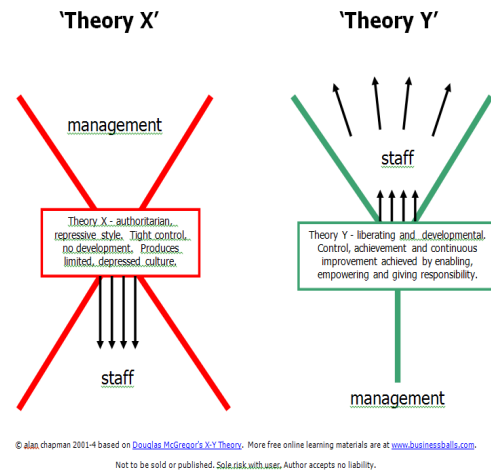 ‘Theory X’
management
Theory X - authoritarian,
repressive style. Tight control,
no development. Produces
limited, depressed culture.
staff
‘Theory Y’
staff
Theory Y - liberating and developmental.
Control, achievement and continuous
improvement achieved by enabling,
empowering and giving responsibility.
management
© alan chapman 2001-4 based on Douglas McGregor's X-Y Theory. More free online learning materials are at www.businessballs.com.
Not to be sold or published. Sole risk with user. Author accepts no liability.